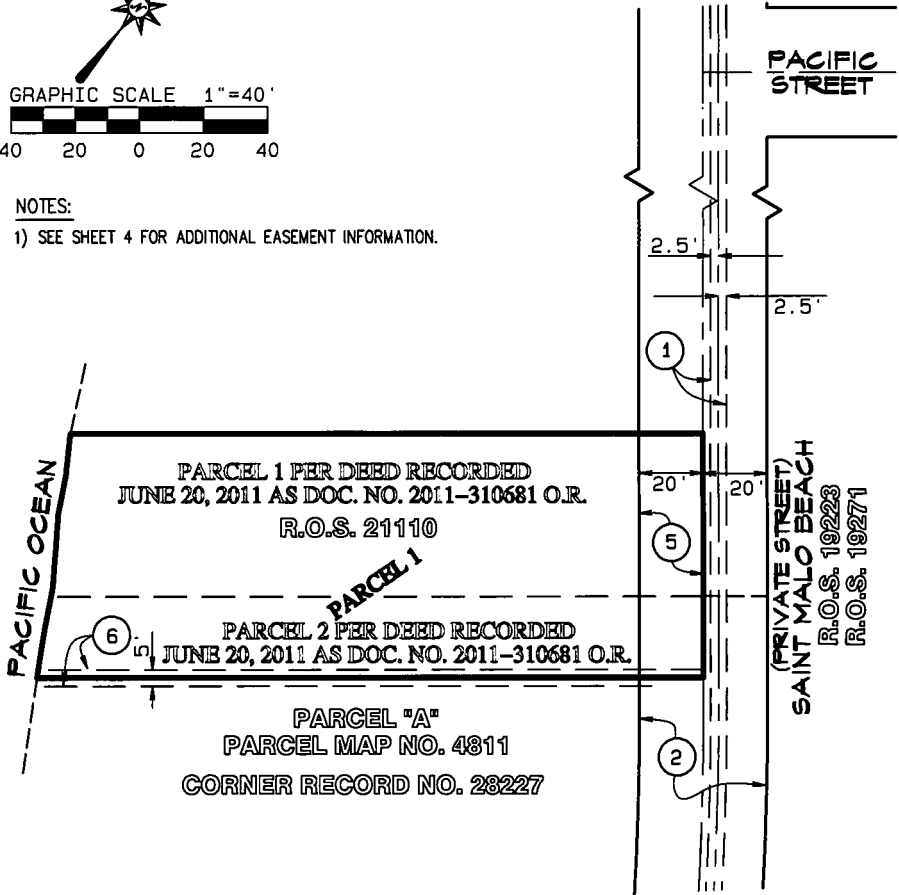 N
GRAPHIC SCALE 1"=40'
40 20 0 20 40
NOTES:
1) SEE SHEET 4 FOR ADDITIONAL EASEMENT INFORMATION.
PACIFIC
STREET
2.5'
2.5'
1
PARCEL 1 PER DEED RECORDED
JUNE 20, 2011 AS DOC. NO. 2011-310681 O.R.
R.O.S. 21110
20'
20'
5
PACIFIC OCEAN
PARCEL 1
6
5'
PARCEL 2 PER DEED RECORDED
JUNE 20, 2011 AS DOC. NO. 2011-310681 O.R.
(PRIVATE STREET)
SAINT MALO BEACH
R.O.S. 19223
R.O.S. 19271
PARCEL "A"
PARCEL MAP NO. 4811
CORNER RECORD NO. 28227
2